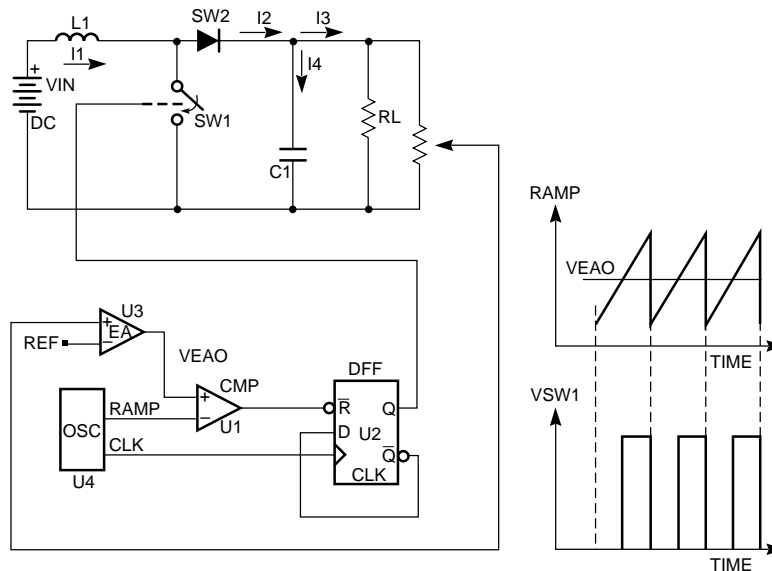 L1
SW2
I2
I3
I1
I4
+
VIN
DC
SW1
RL
C1
RAMP
VEAO
TIME
U3
+
EA
−
REF
VEAO
DFF
CMP
+
−
U1
R
Q
D
U2
Q
CLK
OSC
RAMP
CLK
U4
VSW1
TIME